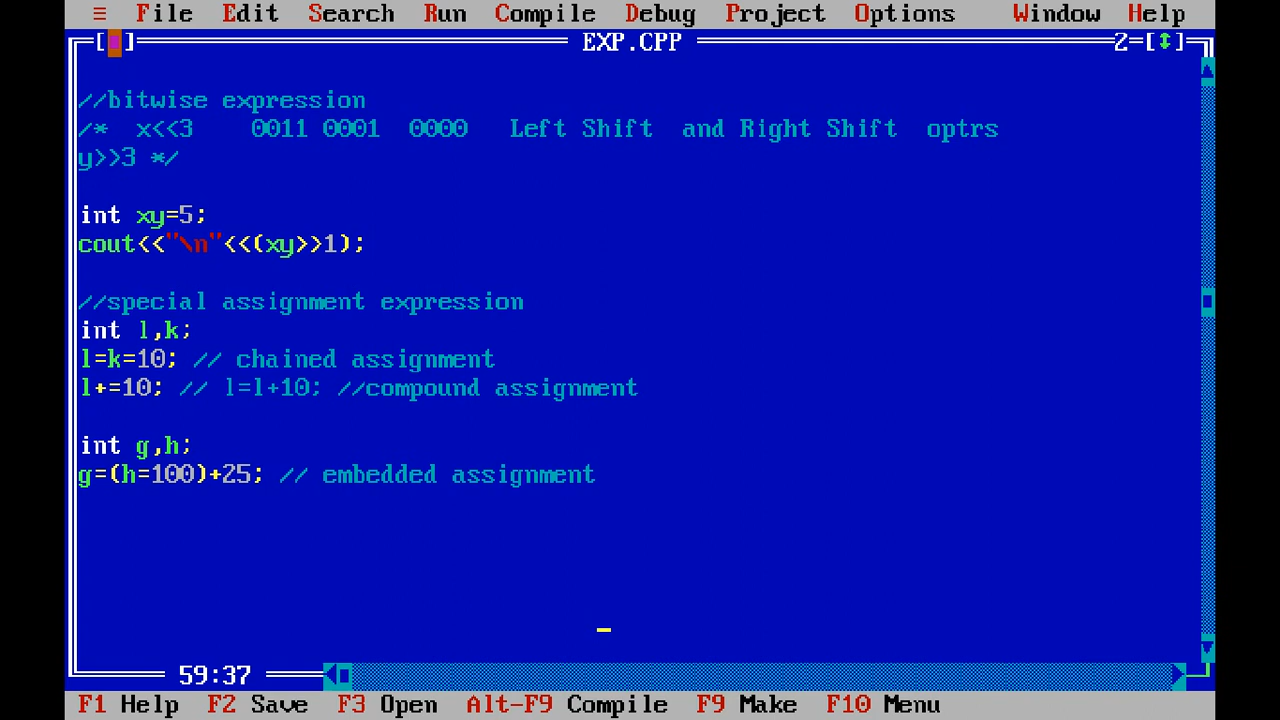 ≡ File Edit Search Run Compile Debug Project Options Window Help
[■] EXP.CPP 2=[↕]
//bitwise expression
/* x<<3 0011 0001 0000 Left Shift and Right Shift optrs
y>>3 */
int xy=5;
cout<<"\n"<<(xy>>1);
//special assignment expression
int l,k;
l=k=10; // chained assignment
l+=10; // l=l+10; //compound assignment
int g,h;
g=(h=100)+25; // embedded assignment
59:37
F1 Help F2 Save F3 Open Alt-F9 Compile F9 Make F10 Menu